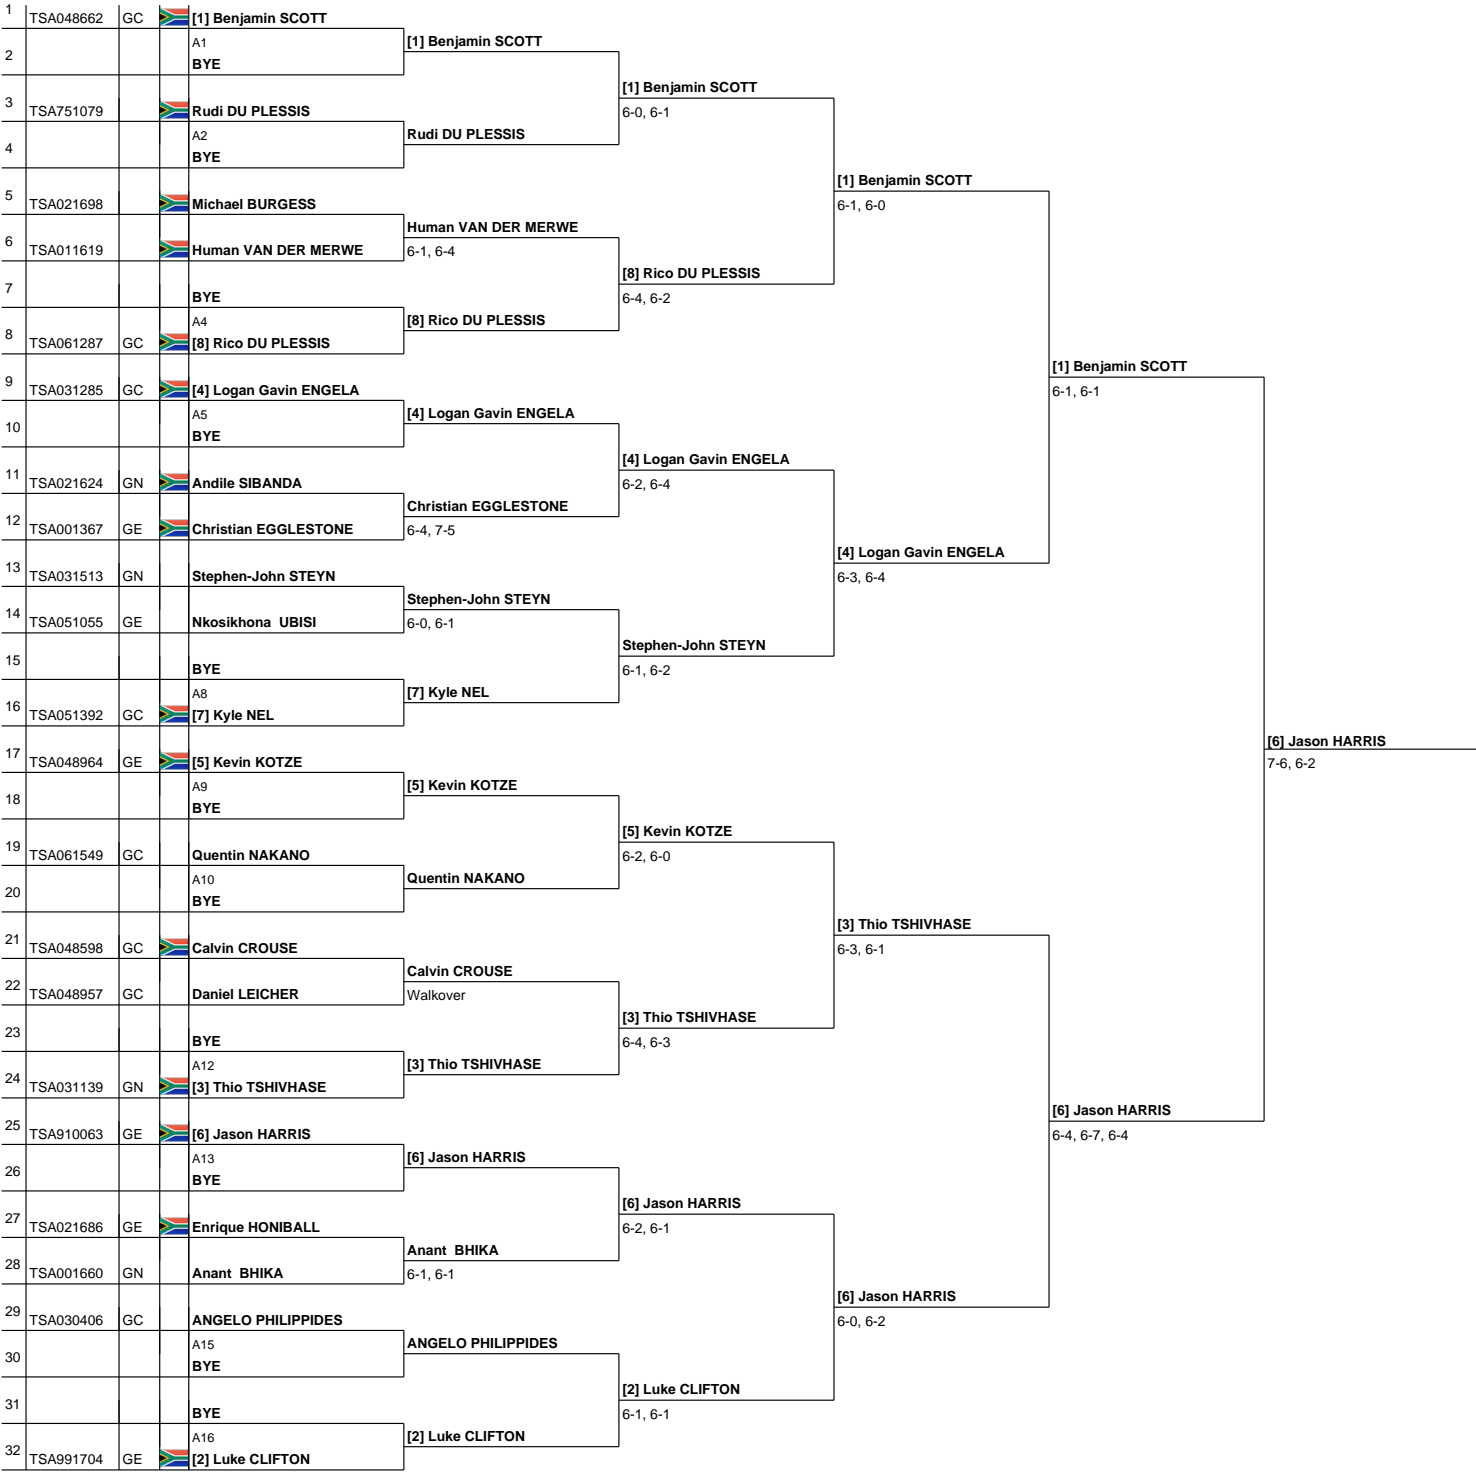 1 TSA048662 GC [1] Benjamin SCOTT
A1 [1] Benjamin SCOTT
2 BYE
[1] Benjamin SCOTT
3 TSA751079 Rudi DU PLESSIS 6-0, 6-1
A2 Rudi DU PLESSIS
4 BYE
[1] Benjamin SCOTT
5 TSA021698 Michael BURGESS 6-1, 6-0
Human VAN DER MERWE
6 TSA011619 Human VAN DER MERWE 6-1, 6-4
[8] Rico DU PLESSIS
7 BYE 6-4, 6-2
A4 [8] Rico DU PLESSIS
8 TSA061287 GC [8] Rico DU PLESSIS
[1] Benjamin SCOTT
9 TSA031285 GC [4] Logan Gavin ENGELA 6-1, 6-1
A5 [4] Logan Gavin ENGELA
10 BYE
[4] Logan Gavin ENGELA
11 TSA021624 GN Andile SIBANDA 6-2, 6-4
Christian EGGLESTONE
12 TSA001367 GE Christian EGGLESTONE 6-4, 7-5
[4] Logan Gavin ENGELA
13 TSA031513 GN Stephen-John STEYN 6-3, 6-4
Stephen-John STEYN
14 TSA051055 GE Nkosikhona UBISI 6-0, 6-1
Stephen-John STEYN
15 BYE 6-1, 6-2
A8 [7] Kyle NEL
16 TSA051392 GC [7] Kyle NEL
[6] Jason HARRIS
17 TSA048964 GE [5] Kevin KOTZE 7-6, 6-2
A9 [5] Kevin KOTZE
18 BYE
[5] Kevin KOTZE
19 TSA061549 GC Quentin NAKANO 6-2, 6-0
A10 Quentin NAKANO
20 BYE
[3] Thio TSHIVHASE
21 TSA048598 GC Calvin CROUSE 6-3, 6-1
Calvin CROUSE
22 TSA048957 GC Daniel LEICHER Walkover
[3] Thio TSHIVHASE
23 BYE 6-4, 6-3
A12 [3] Thio TSHIVHASE
24 TSA031139 GN [3] Thio TSHIVHASE
[6] Jason HARRIS
25 TSA910063 GE [6] Jason HARRIS 6-4, 6-7, 6-4
A13 [6] Jason HARRIS
26 BYE
[6] Jason HARRIS
27 TSA021686 GE Enrique HONIBALL 6-2, 6-1
Anant BHIKA
28 TSA001660 GN Anant BHIKA 6-1, 6-1
[6] Jason HARRIS
29 TSA030406 GC ANGELO PHILIPPIDES 6-0, 6-2
A15 ANGELO PHILIPPIDES
30 BYE
[2] Luke CLIFTON
31 BYE 6-1, 6-1
A16 [2] Luke CLIFTON
32 TSA991704 GE [2] Luke CLIFTON